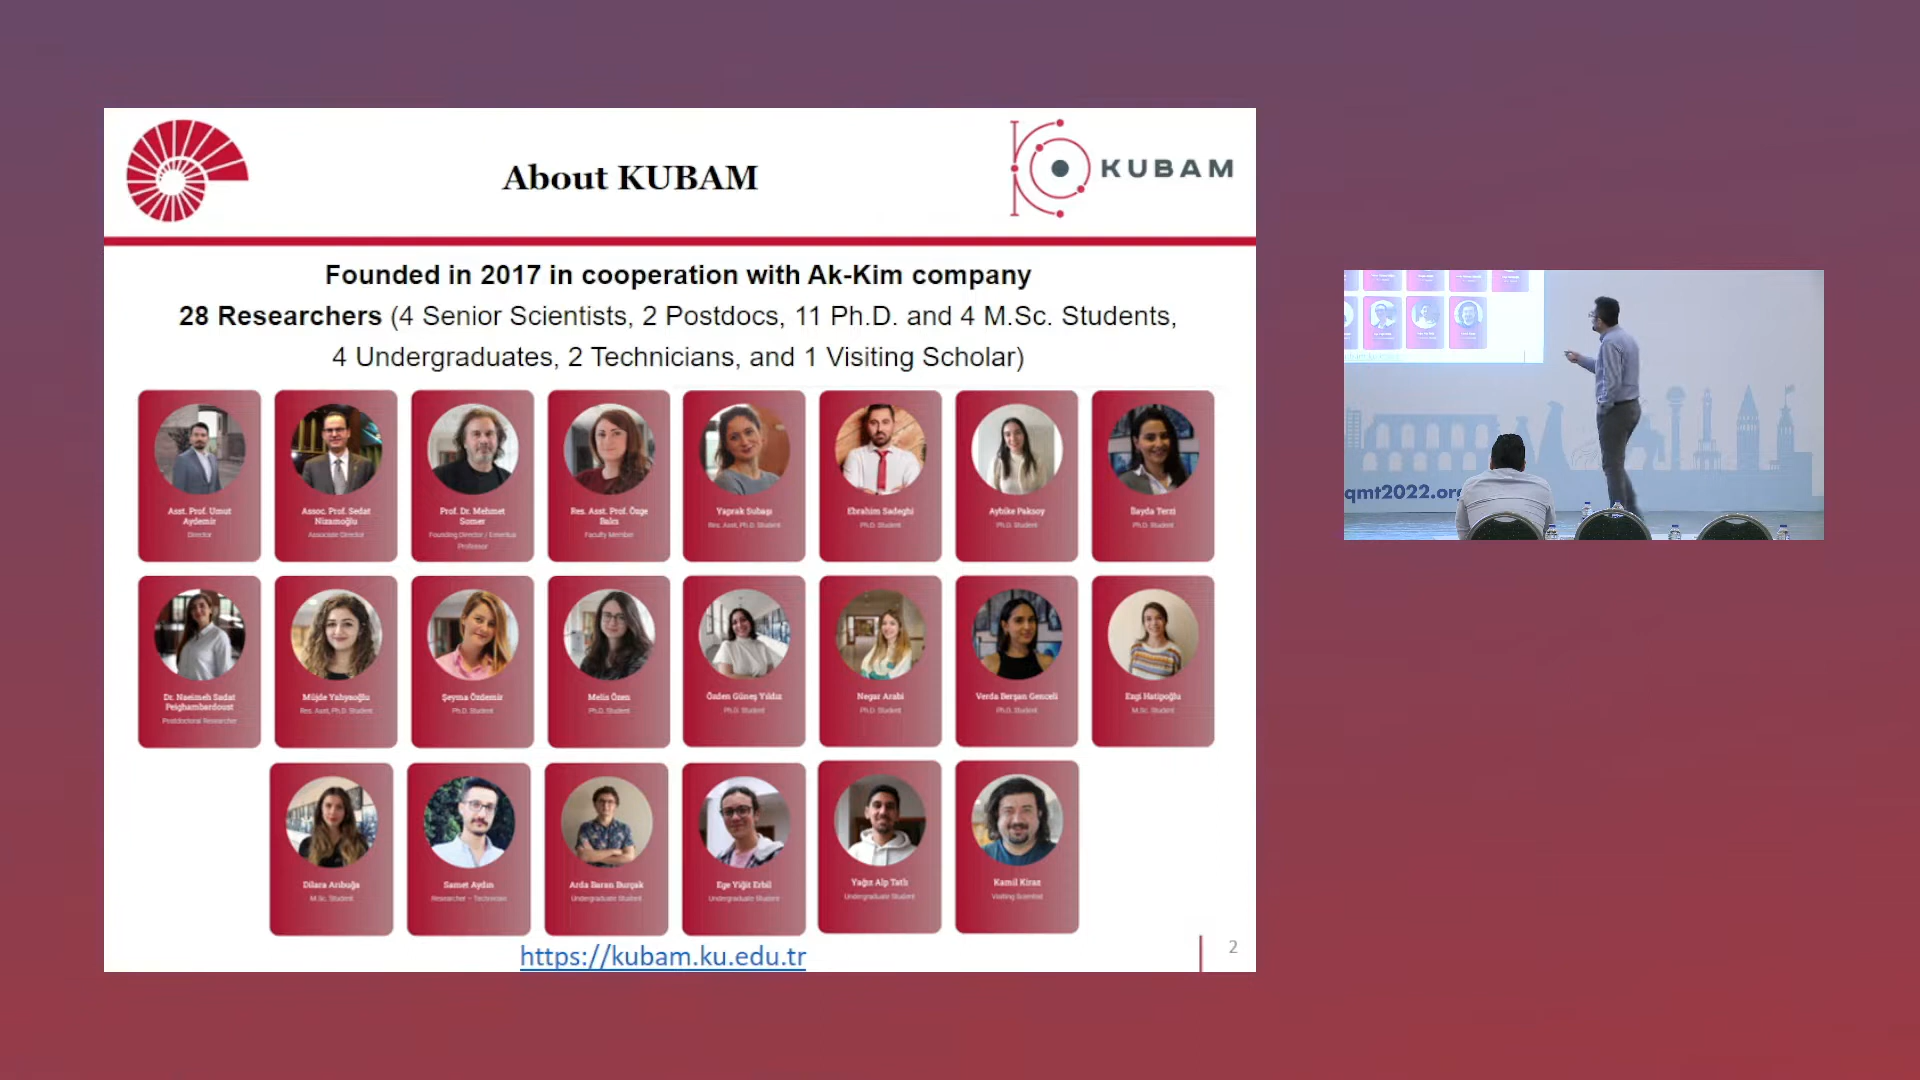 About KUBAM
KUBAM
Founded in 2017 in cooperation with Ak-Kim company
28 Researchers (4 Senior Scientists, 2 Postdocs, 11 Ph.D. and 4 M.Sc. Students,
4 Undergraduates, 2 Technicians, and 1 Visiting Scholar)
Asst. Prof. Umut
Aydemir
Director
Assoc. Prof. Sedat
Nizamoğlu
Associate Director
Prof. Dr. Mehmet
Somer
Founding Director / Emeritus
Professor
Res. Asst. Prof. Özge
Balcı
Faculty Member
Yaprak Subaşı
Res. Asst, Ph.D. Student
Ebrahim Sadeghi
Ph.D. Student
Aybike Paksoy
Ph.D. Student
İlayda Terzi
Ph.D. Student
Dr. Naeimeh Sadat
Peighambardoust
Postdoctoral Researcher
Müjde Yahyaoğlu
Res. Asst, Ph.D. Student
Şeyma Özdemir
Ph.D. Student
Melis Özen
Ph.D. Student
Özden Güneş Yıldız
Ph.D. Student
Negar Arabi
Ph.D. Student
Verda Berşan Genceli
Ph.D. Student
Ezgi Hatipoğlu
M.Sc. Student
Dilara Arıboğa
M.Sc. Student
Samet Aydın
Researcher - Technician
Arda Baran Burçak
Undergraduate Student
Ege Yiğit Erbil
Undergraduate Student
Yağız Alp Tatlı
Undergraduate Student
Kamil Kiraz
Visiting Scientist
https://kubam.ku.edu.tr
2
qmt2022.org